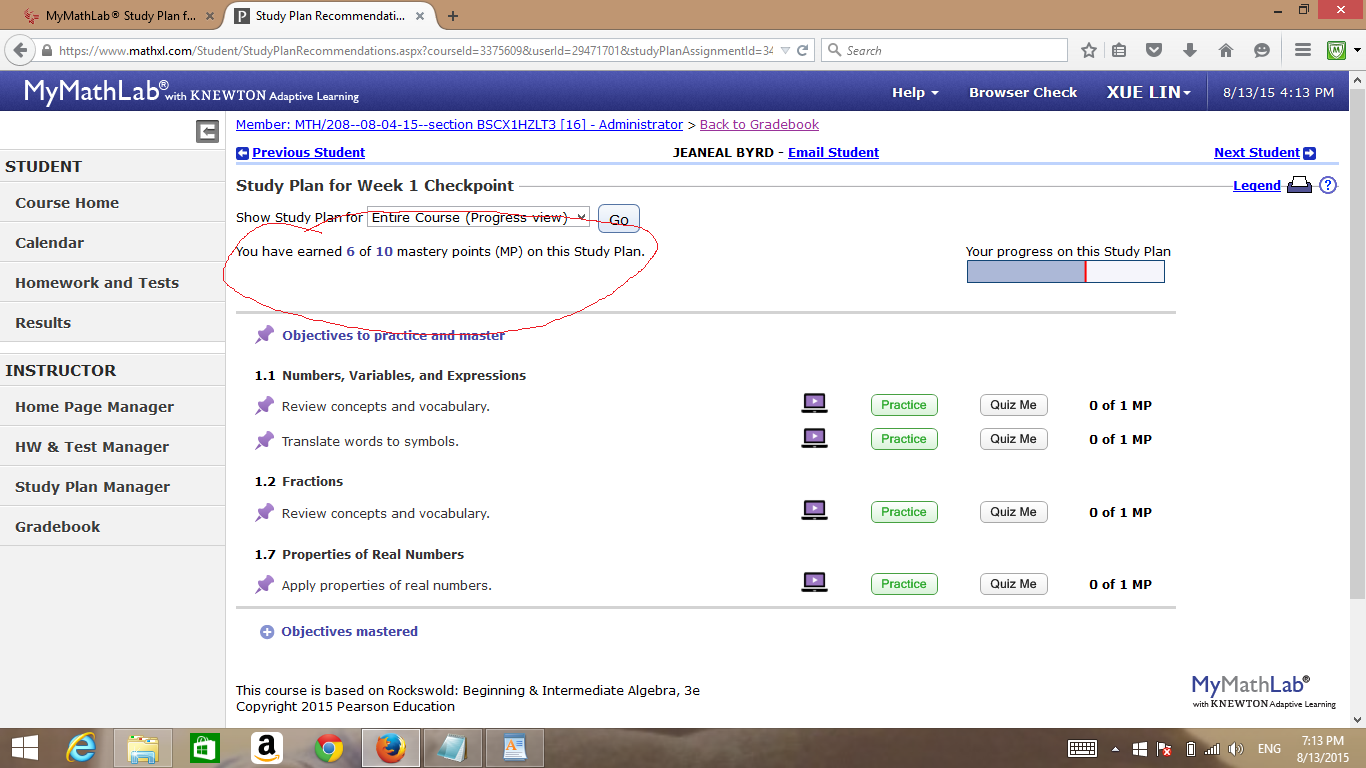 MyMathLab® Study Plan f...
Study Plan Recommendati...
https://www.mathxl.com/Student/StudyPlanRecommendations.aspx?courseId=3375609&userId=29471701&studyPlanAssignmentId=34
Search
MyMathLab® with KNEWTON Adaptive Learning
Help
Browser Check
XUE LIN
8/13/15 4:13 PM
Member: MTH/208--08-04-15--section BSCX1HZLT3 [16] - Administrator > Back to Gradebook
Previous Student
JEANEAL BYRD - Email Student
Next Student
STUDENT
Course Home
Calendar
Homework and Tests
Results
INSTRUCTOR
Home Page Manager
HW & Test Manager
Study Plan Manager
Gradebook
Study Plan for Week 1 Checkpoint
Legend
Show Study Plan for Entire Course (Progress view) Go
You have earned 6 of 10 mastery points (MP) on this Study Plan.
Your progress on this Study Plan
Objectives to practice and master
1.1 Numbers, Variables, and Expressions
Review concepts and vocabulary. Practice Quiz Me 0 of 1 MP
Translate words to symbols. Practice Quiz Me 0 of 1 MP
1.2 Fractions
Review concepts and vocabulary. Practice Quiz Me 0 of 1 MP
1.7 Properties of Real Numbers
Apply properties of real numbers. Practice Quiz Me 0 of 1 MP
Objectives mastered
This course is based on Rockswold: Beginning & Intermediate Algebra, 3e
Copyright 2015 Pearson Education
MyMathLab®
with KNEWTON Adaptive Learning
ENG
7:13 PM
8/13/2015